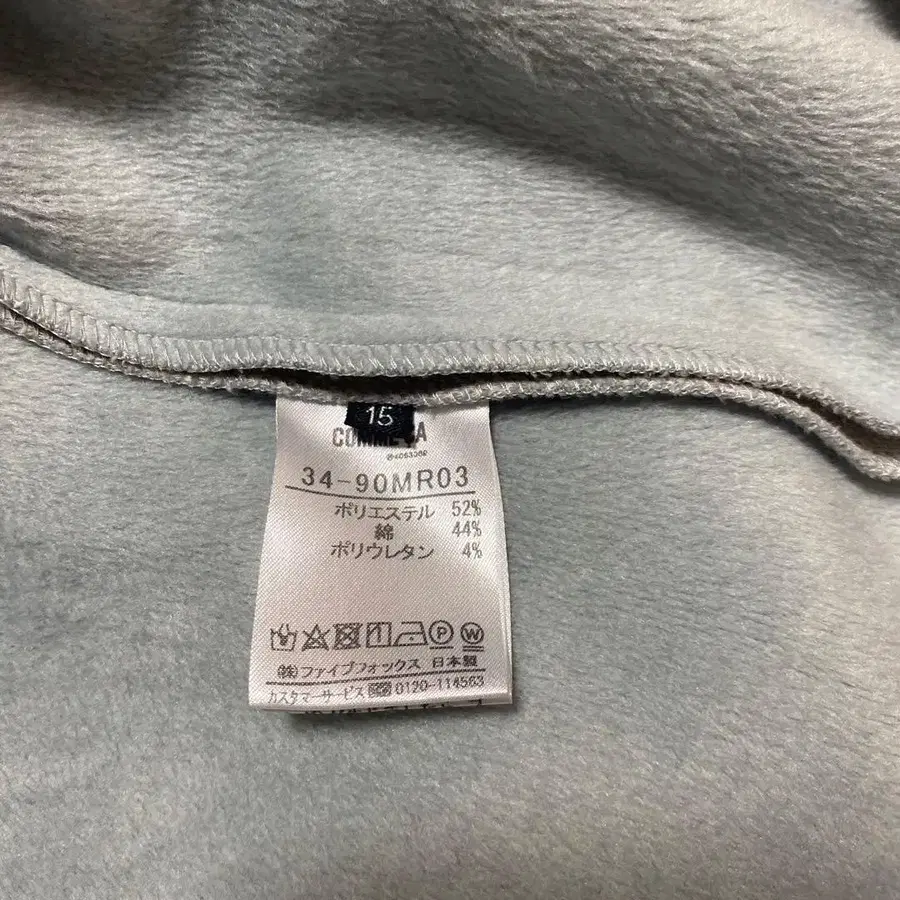 15
34-90MR03
ポリエステル 52%
綿 44%
ポリウレタン 4%
P W
㈱ファイブフォックス 日本製
カスタマーサービス 0120-114563